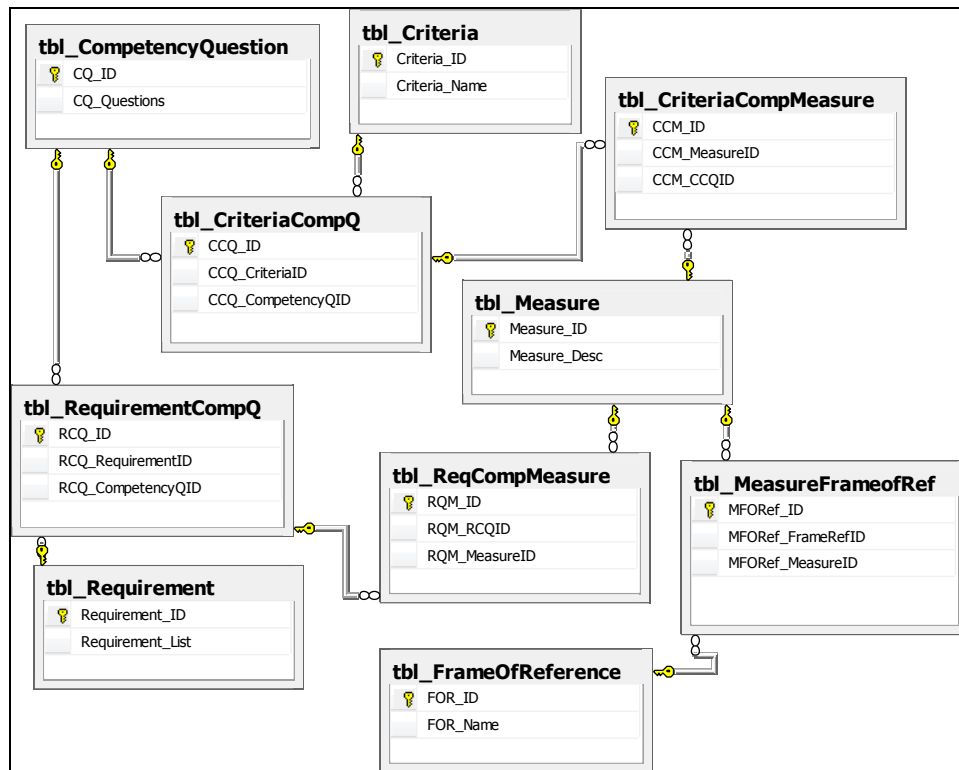 tbl_CompetencyQuestion
CQ_ID
CQ_Questions
tbl_Criteria
Criteria_ID
Criteria_Name
tbl_CriteriaCompMeasure
CCM_ID
CCM_MeasureID
CCM_CCQID
tbl_CriteriaCompQ
CCQ_ID
CCQ_CriteriaID
CCQ_CompetencyQID
tbl_Measure
Measure_ID
Measure_Desc
tbl_RequirementCompQ
RCQ_ID
RCQ_RequirementID
RCQ_CompetencyQID
tbl_ReqCompMeasure
RQM_ID
RQM_RCQID
RQM_MeasureID
tbl_MeasureFrameofRef
MFORef_ID
MFORef_FrameRefID
MFORef_MeasureID
tbl_Requirement
Requirement_ID
Requirement_List
tbl_FrameOfReference
FOR_ID
FOR_Name